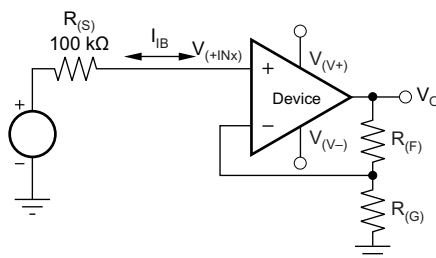 R(S)
100 kΩ
IIB
V(+INx)
+
−
+
−
Device
V(V+)
V(V−)
VO
R(F)
R(G)